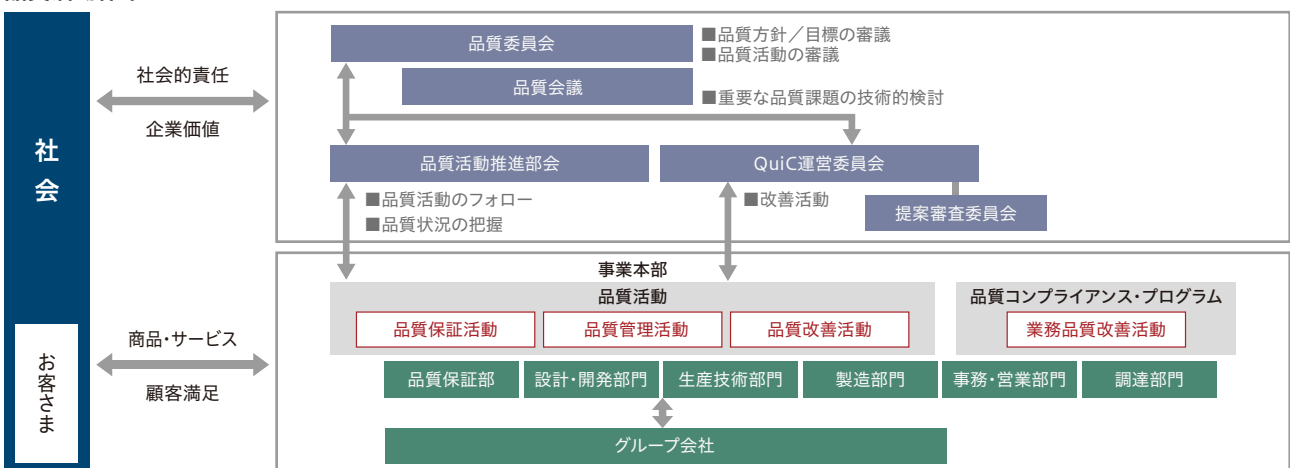 品質委員会
■品質方針／目標の審議
■品質活動の審議
品質会議
■重要な品質課題の技術的検討
社会的責任
企業価値
社会
品質活動推進部会
QuiC運営委員会
■品質活動のフォロー
■品質状況の把握
■改善活動
提案審査委員会
事業本部
品質活動
品質コンプライアンス・プログラム
品質保証活動
品質管理活動
品質改善活動
業務品質改善活動
お客さま
商品・サービス
顧客満足
品質保証部
設計・開発部門
生産技術部門
製造部門
事務・営業部門
調達部門
グループ会社